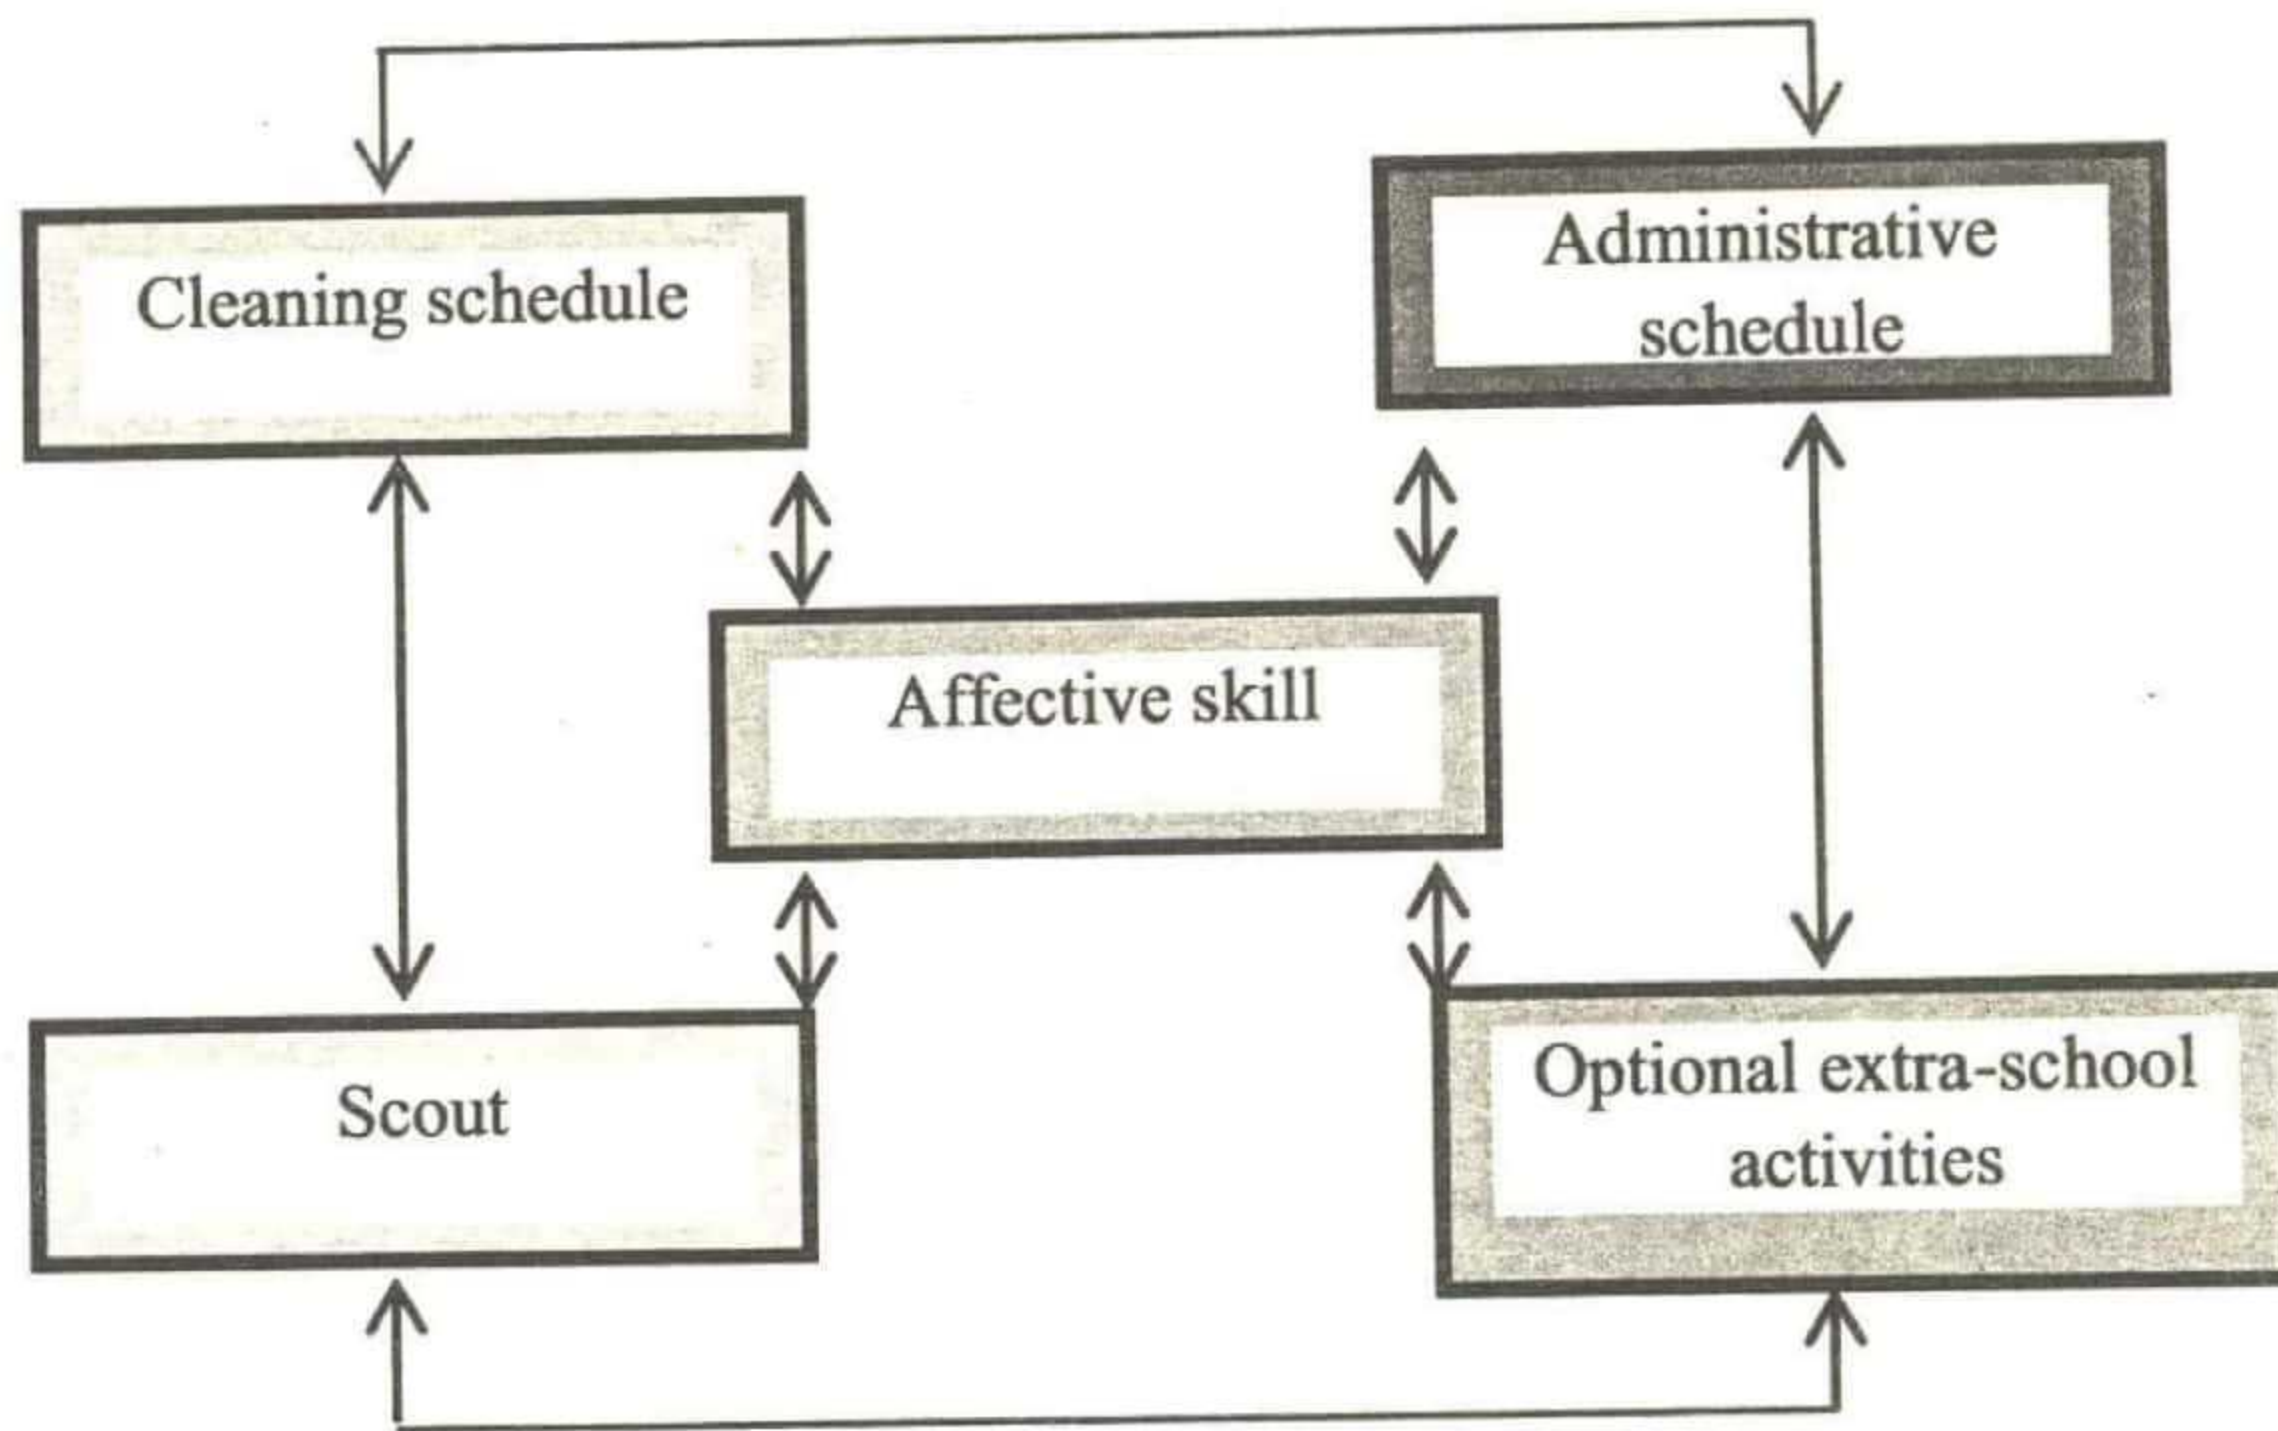 Cleaning schedule
Administrative
schedule
Affective skill
Scout
Optional extra-school
activities